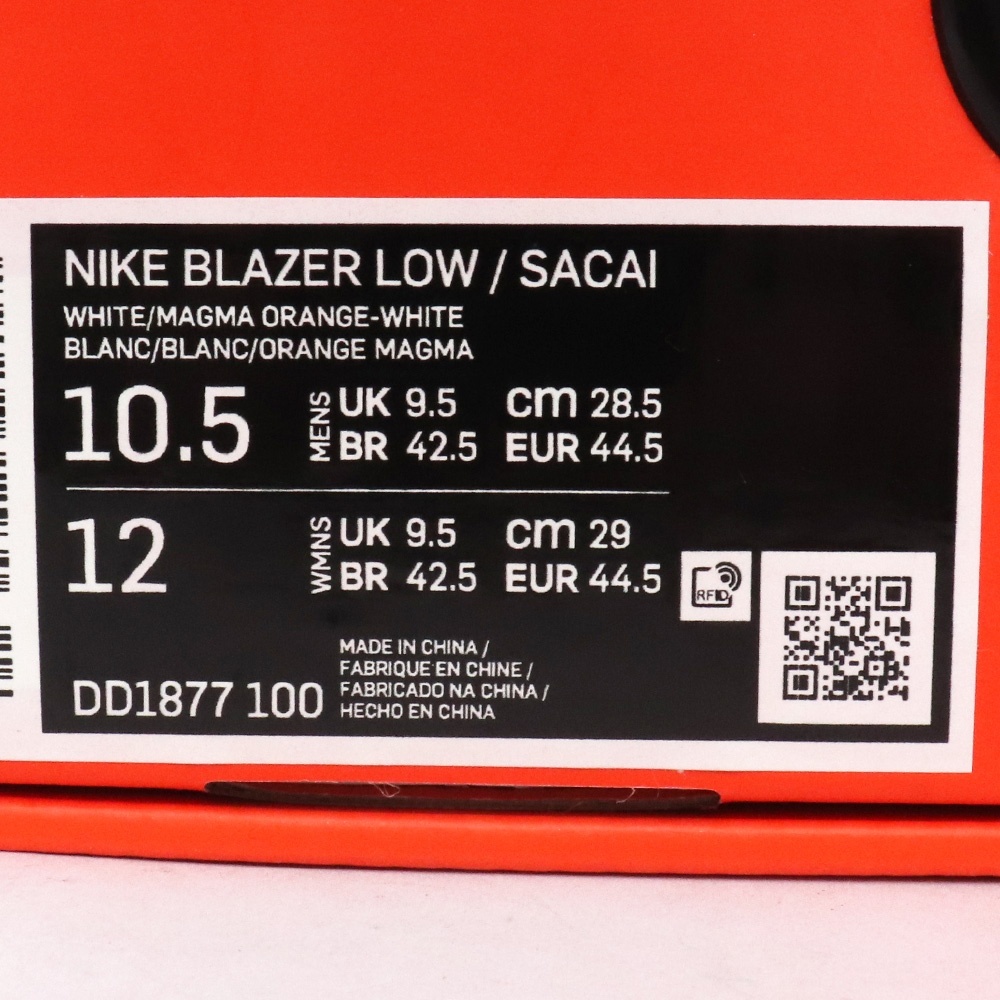 NIKE BLAZER LOW / SACAI
WHITE/MAGMA ORANGE-WHITE
BLANC/BLANC/ORANGE MAGMA
10.5 MENS UK 9.5 cm 28.5
BR 42.5 EUR 44.5
12 WMNS UK 9.5 cm 29
BR 42.5 EUR 44.5
RFID
MADE IN CHINA /
FABRIQUE EN CHINE /
FABRICADO NA CHINA /
HECHO EN CHINA
DD1877 100